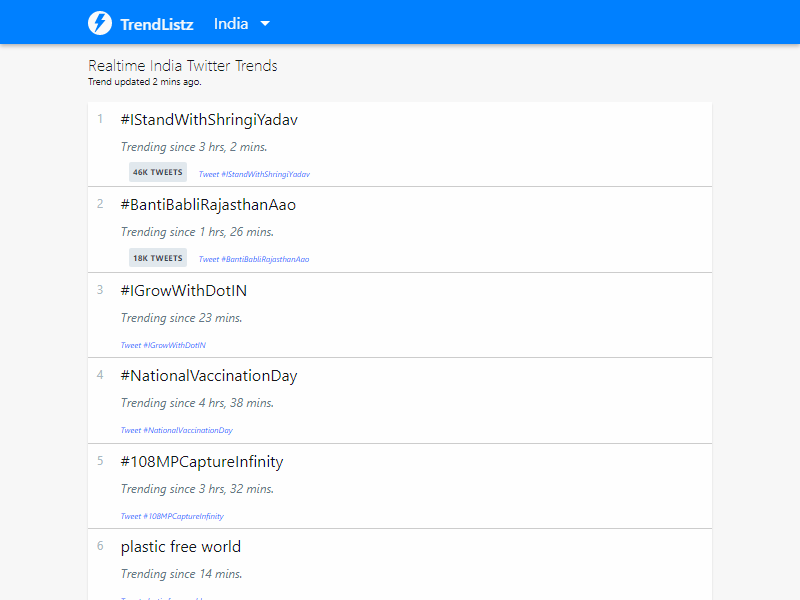 TrendListz India
Realtime India Twitter Trends
Trend updated 2 mins ago.
1 #IStandWithShringiYadav
Trending since 3 hrs, 2 mins.
46K TWEETS Tweet #IStandWithShringiYadav
2 #BantiBabliRajasthanAao
Trending since 1 hrs, 26 mins.
18K TWEETS Tweet #BantiBabliRajasthanAao
3 #IGrowWithDotIN
Trending since 23 mins.
Tweet #IGrowWithDotIN
4 #NationalVaccinationDay
Trending since 4 hrs, 38 mins.
Tweet #NationalVaccinationDay
5 #108MPCaptureInfinity
Trending since 3 hrs, 32 mins.
Tweet #108MPCaptureInfinity
6 plastic free world
Trending since 14 mins.